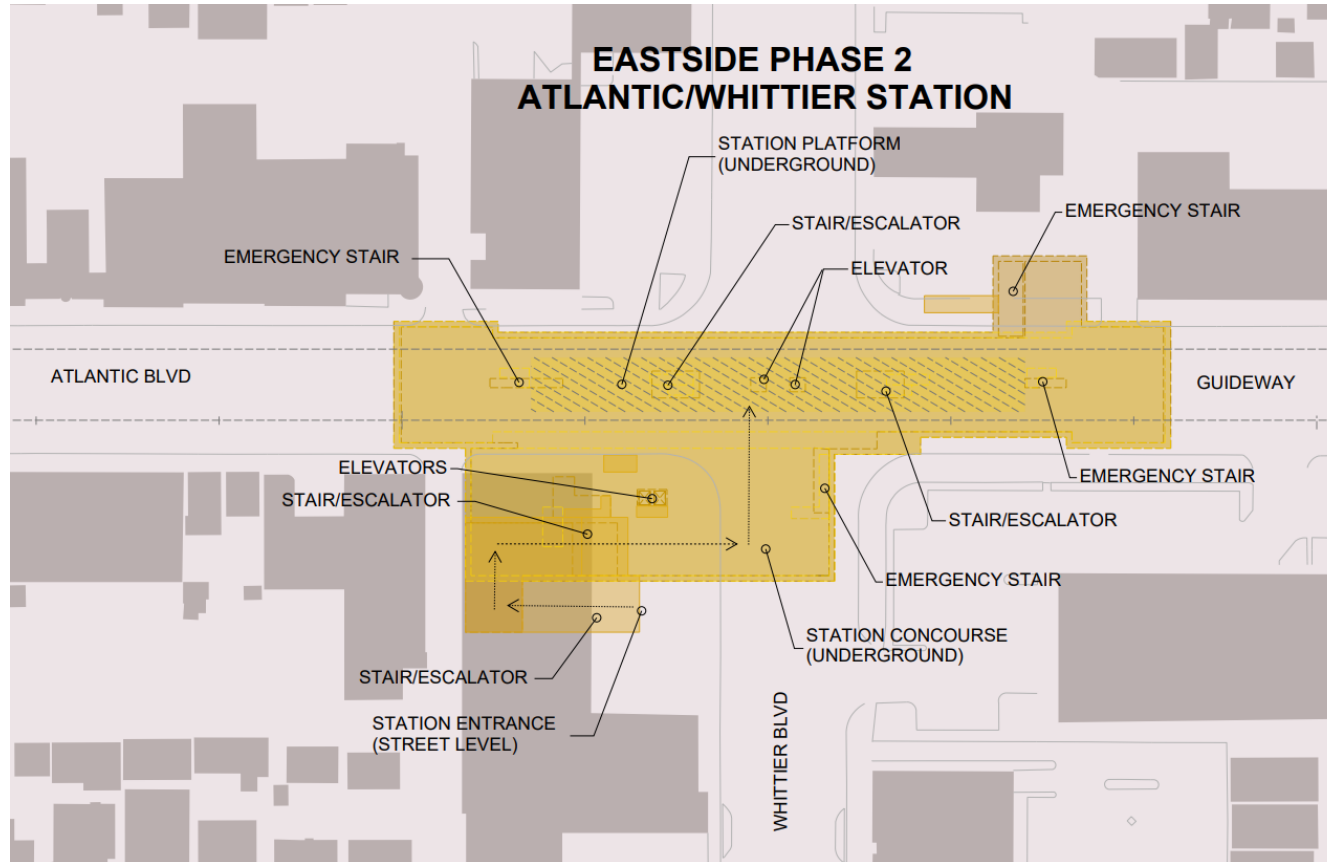 EASTSIDE PHASE 2
ATLANTIC/WHITTIER STATION
STATION PLATFORM
(UNDERGROUND)
EMERGENCY STAIR
STAIR/ESCALATOR
EMERGENCY STAIR
ELEVATOR
ATLANTIC BLVD
GUIDEWAY
ELEVATORS
STAIR/ESCALATOR
EMERGENCY STAIR
STAIR/ESCALATOR
EMERGENCY STAIR
STATION CONCOURSE
(UNDERGROUND)
STAIR/ESCALATOR
STATION ENTRANCE
(STREET LEVEL)
WHITTIER BLVD